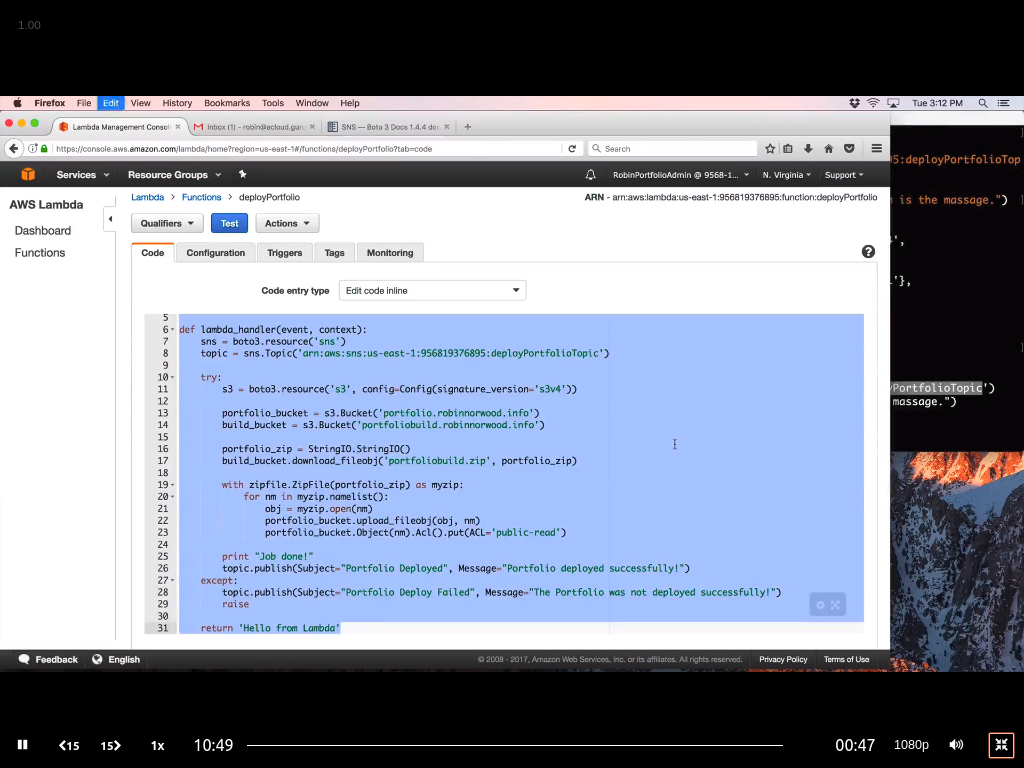 1.00
Firefox File Edit View History Bookmarks Tools Window Help Tue 3:12 PM
Lambda Management Consol × Inbox (1) - robin@acloud.gur × SNS — Boto 3 Docs 1.4.4 do × +
https://console.aws.amazon.com/lambda/home?region=us-east-1#/functions/deployPortfolio?tab=code Search
Services Resource Groups RobinPortfolioAdmin @ 9568-1... N. Virginia Support
AWS Lambda
Dashboard
Functions
Lambda > Functions > deployPortfolio
ARN - arn:aws:lambda:us-east-1:956819376895:function:deployPortfolio
Qualifiers Test Actions
Code Configuration Triggers Tags Monitoring
Code entry type Edit code inline
5
6 def lambda_handler(event, context):
7 sns = boto3.resource('sns')
8 topic = sns.Topic('arn:aws:sns:us-east-1:956819376895:deployPortfolioTopic')
9
10 try:
11 s3 = boto3.resource('s3', config=Config(signature_version='s3v4'))
12
13 portfolio_bucket = s3.Bucket('portfolio.robinnorwood.info')
14 build_bucket = s3.Bucket('portfoliobuild.robinnorwood.info')
15
16 portfolio_zip = StringIO.StringIO()
17 build_bucket.download_fileobj('portfoliobuild.zip', portfolio_zip)
18
19 with zipfile.ZipFile(portfolio_zip) as myzip:
20 for nm in myzip.namelist():
21 obj = myzip.open(nm)
22 portfolio_bucket.upload_fileobj(obj, nm)
23 portfolio_bucket.Object(nm).Acl().put(ACL='public-read')
24
25 print "Job done!"
26 topic.publish(Subject="Portfolio Deployed", Message="Portfolio deployed successfully!")
27 except:
28 topic.publish(Subject="Portfolio Deploy Failed", Message="The Portfolio was not deployed successfully!")
29 raise
30
31 return 'Hello from Lambda'
5:deployPortfolioTop
is the massage.")
',
'},
]
PortfolioTopic')
massage.")
Feedback English © 2008 - 2017, Amazon Web Services, Inc. or its affiliates. All rights reserved. Privacy Policy Terms of Use
15 15 1x 10:49 00:47 1080p